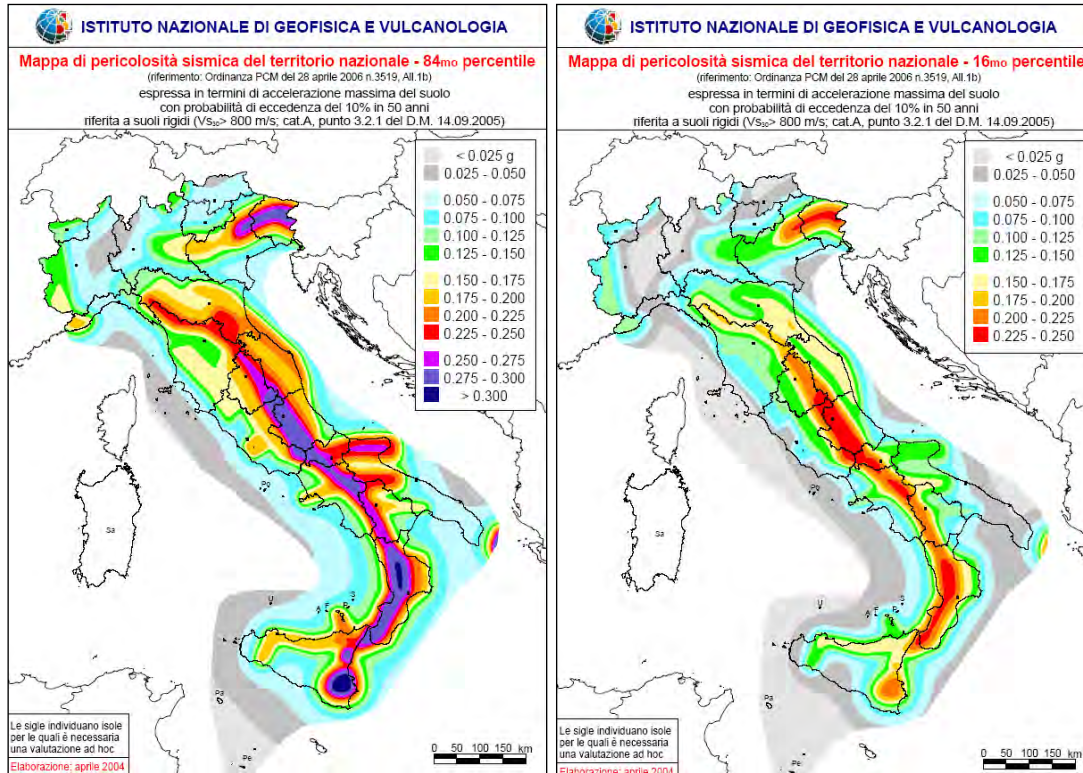 ISTITUTO NAZIONALE DI GEOFISICA E VULCANOLOGIA
Mappa di pericolosità sismica del territorio nazionale - 84mo percentile
(riferimento: Ordinanza PCM del 28 aprile 2006 n.3519, All.1b)
espressa in termini di accelerazione massima del suolo
con probabilità di eccedenza del 10% in 50 anni
riferita a suoli rigidi (Vs30> 800 m/s; cat.A, punto 3.2.1 del D.M. 14.09.2005)
< 0.025 g
0.025 - 0.050
0.050 - 0.075
0.075 - 0.100
0.100 - 0.125
0.125 - 0.150
0.150 - 0.175
0.175 - 0.200
0.200 - 0.225
0.225 - 0.250
0.250 - 0.275
0.275 - 0.300
> 0.300
Sa
Po
U
A
F
P
S
Pa
Pe
Le sigle individuano isole
per le quali è necessaria
una valutazione ad hoc
Elaborazione: aprile 2004
0 50 100 150 km
ISTITUTO NAZIONALE DI GEOFISICA E VULCANOLOGIA
Mappa di pericolosità sismica del territorio nazionale - 16mo percentile
(riferimento: Ordinanza PCM del 28 aprile 2006 n.3519, All.1b)
espressa in termini di accelerazione massima del suolo
con probabilità di eccedenza del 10% in 50 anni
riferita a suoli rigidi (Vs30> 800 m/s; cat.A, punto 3.2.1 del D.M. 14.09.2005)
< 0.025 g
0.025 - 0.050
0.050 - 0.075
0.075 - 0.100
0.100 - 0.125
0.125 - 0.150
0.150 - 0.175
0.175 - 0.200
0.200 - 0.225
0.225 - 0.250
Sa
Po
U
A
F
P
S
Pa
Pe
Le sigle individuano isole
per le quali è necessaria
una valutazione ad hoc
Elaborazione: aprile 2004
0 50 100 150 km